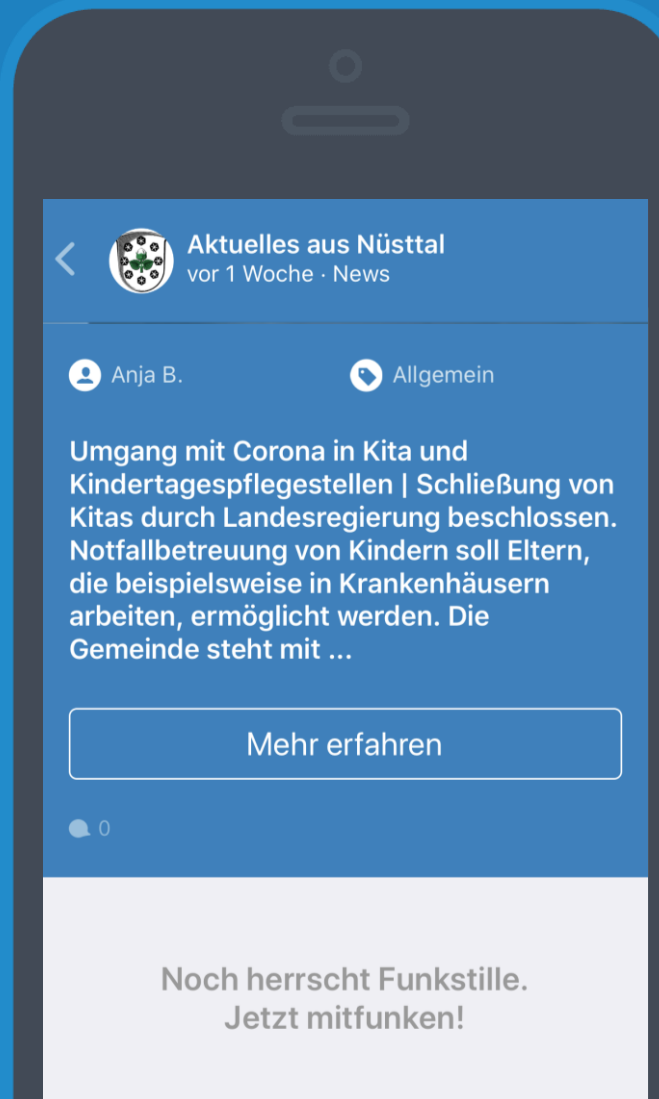 Aktuelles aus Nüsttal
vor 1 Woche · News
Anja B.
Allgemein
Umgang mit Corona in Kita und
Kindertagespflegestellen | Schließung von
Kitas durch Landesregierung beschlossen.
Notfallbetreuung von Kindern soll Eltern,
die beispielsweise in Krankenhäusern
arbeiten, ermöglicht werden. Die
Gemeinde steht mit ...
Mehr erfahren
0
Noch herrscht Funkstille.
Jetzt mitfunken!